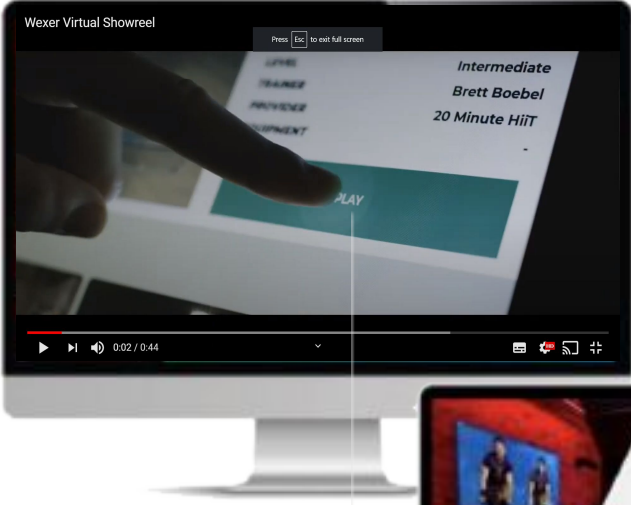 Wexer Virtual Showreel
Press Esc to exit full screen
LEVEL
Intermediate
TRAINER
Brett Boebel
PROVIDER
20 Minute HiiT
-
PLAY
0:02 / 0:44